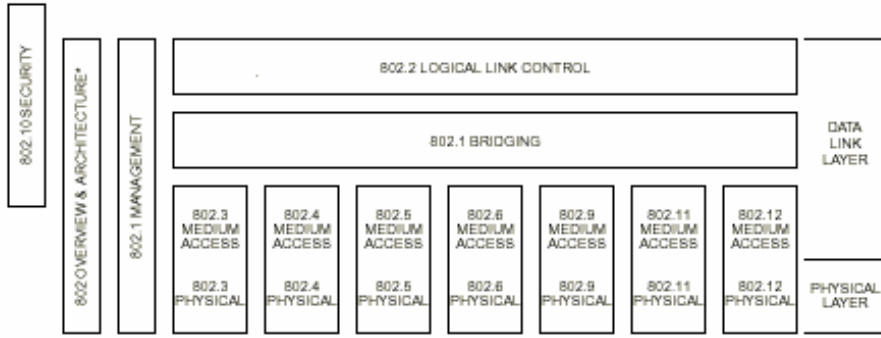 802.10 SECURITY
802 OVERVIEW & ARCHITECTURE*
802.1 MANAGEMENT
802.2 LOGICAL LINK CONTROL
802.1 BRIDGING
DATA
LINK
LAYER
802.3
MEDIUM
ACCESS
802.3
PHYSICAL
802.4
MEDIUM
ACCESS
802.4
PHYSICAL
802.5
MEDIUM
ACCESS
802.5
PHYSICAL
802.6
MEDIUM
ACCESS
802.6
PHYSICAL
802.9
MEDIUM
ACCESS
802.9
PHYSICAL
802.11
MEDIUM
ACCESS
802.11
PHYSICAL
802.12
MEDIUM
ACCESS
802.12
PHYSICAL
PHYSICAL
LAYER